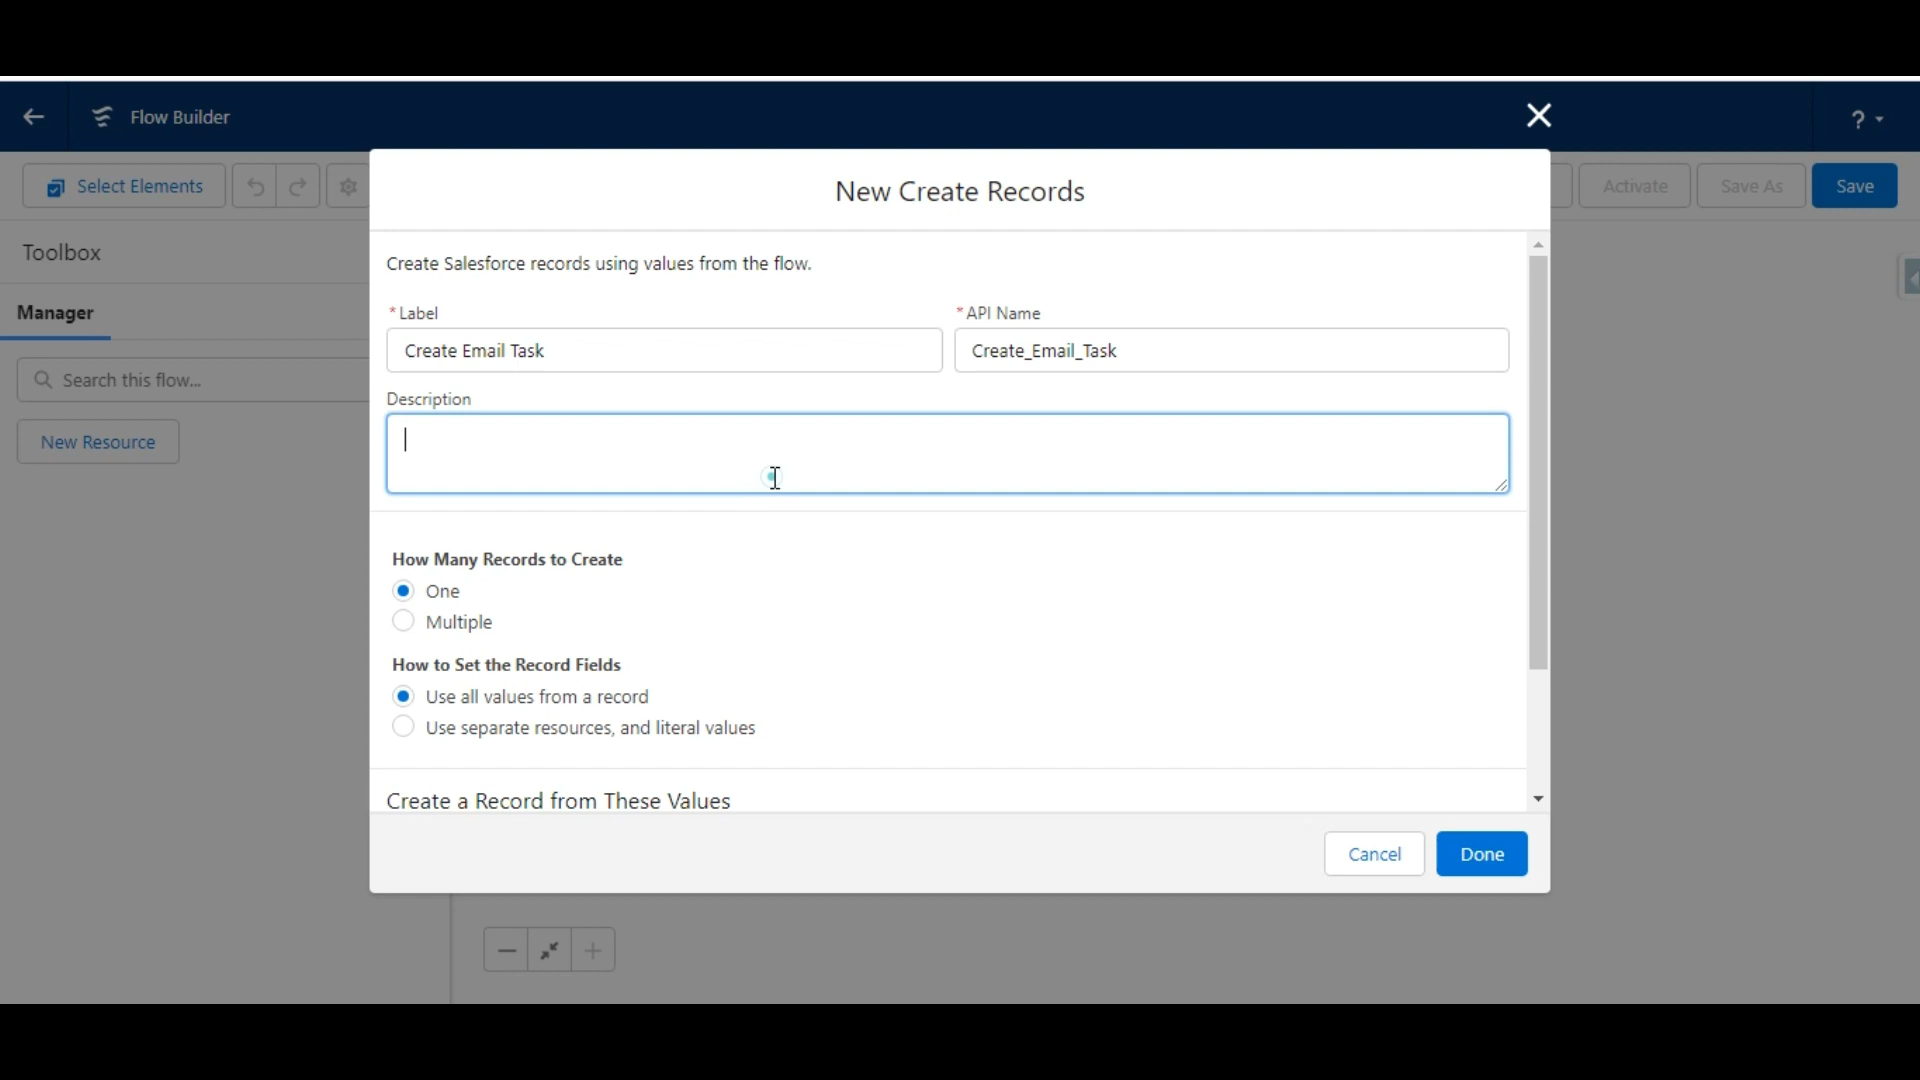 Flow Builder
?
Select Elements
Activate
Save As
Save
Toolbox
Manager
Search this flow...
New Resource
New Create Records
Create Salesforce records using values from the flow.
* Label
* API Name
Create Email Task
Create_Email_Task
Description
How Many Records to Create
One
Multiple
How to Set the Record Fields
Use all values from a record
Use separate resources, and literal values
Create a Record from These Values
Cancel
Done